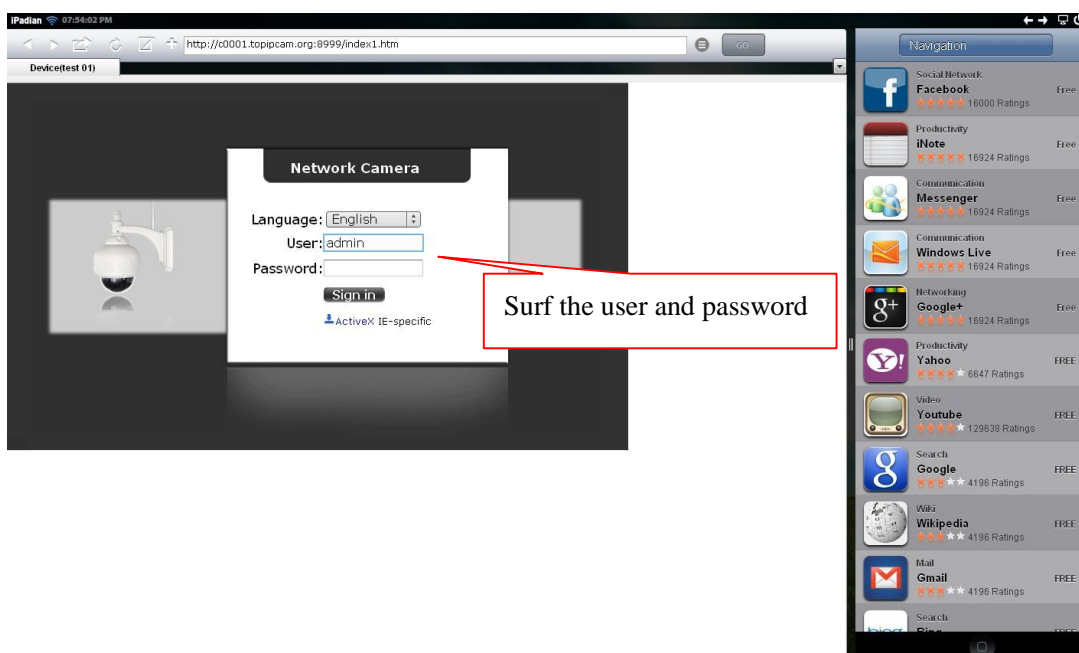 iPadian 07:54:02 PM
http://c0001.topipcam.org:8999/index1.htm
GO
Device(test 01)
Network Camera
Language: English
User: admin
Password:
Sign in
ActiveX IE-specific
Surf the user and password
Navigation
Social Network
Facebook Free
16000 Ratings
Productivity
iNote Free
16924 Ratings
Communication
Messenger Free
16924 Ratings
Communication
Windows Live Free
16924 Ratings
Networking
Google+ Free
16924 Ratings
Productivity
Yahoo FREE
6647 Ratings
Video
Youtube FREE
129638 Ratings
Search
Google FREE
4196 Ratings
Wiki
Wikipedia FREE
4196 Ratings
Mail
Gmail FREE
4196 Ratings
Search